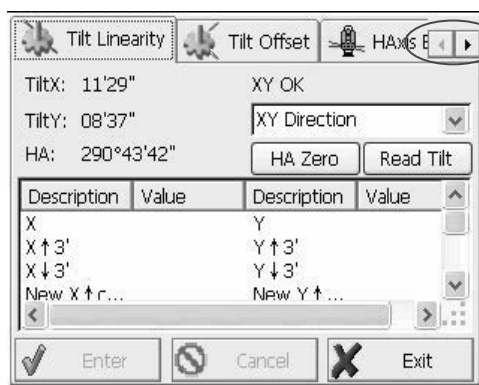 Tilt Linearity Tilt Offset HAxis
TiltX: 11'29" XY OK
TiltY: 08'37" XY Direction
HA: 290°43'42" HA Zero Read Tilt
Description Value Description Value
X Y
X↑3' Y↑3'
X↓3' Y↓3'
New X↑r... New Y↑...
Enter Cancel Exit